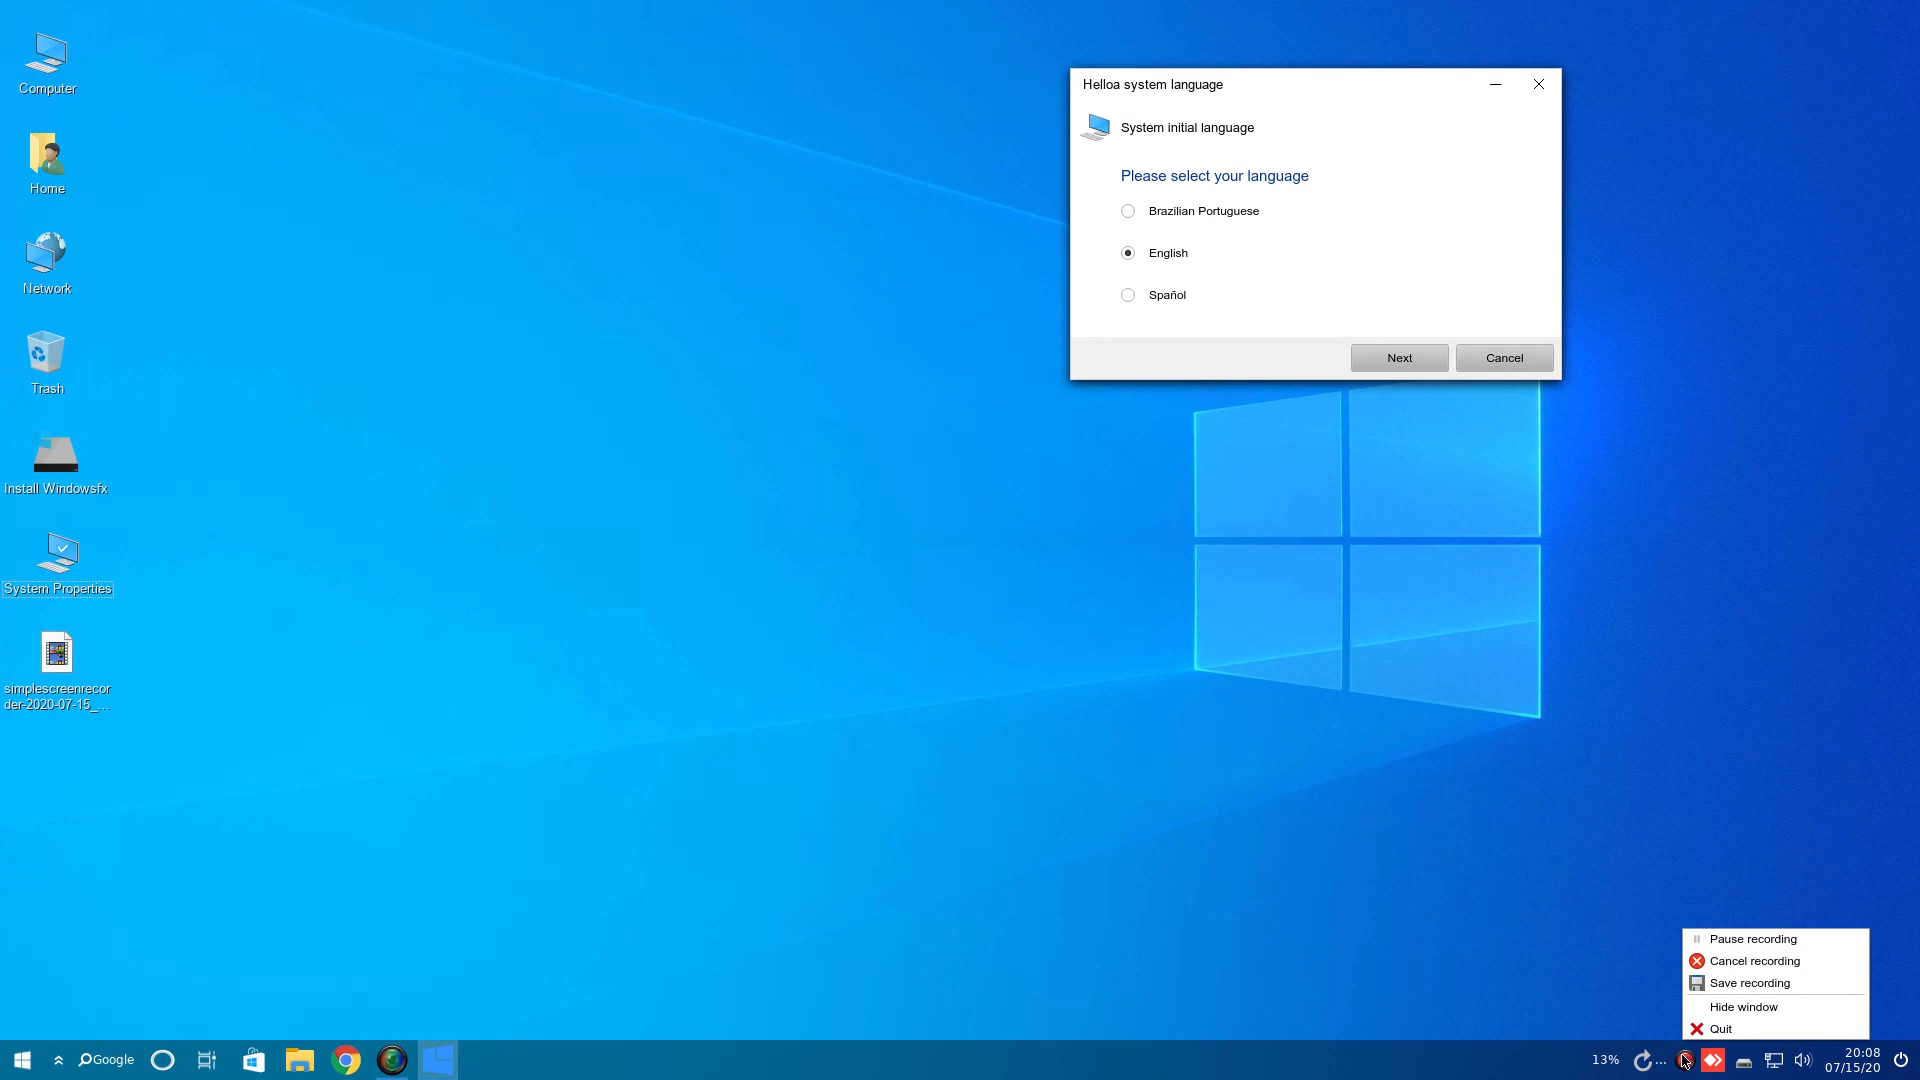 Computer
Home
Network
Trash
Install Windowsfx
System Properties
simplescreenrecor
der-2020-07-15_...
Helloa system language
System initial language
Please select your language
Brazilian Portuguese
English
Spañol
Next
Cancel
Pause recording
Cancel recording
Save recording
Hide window
Quit
Google
13%
...
20:08
07/15/20